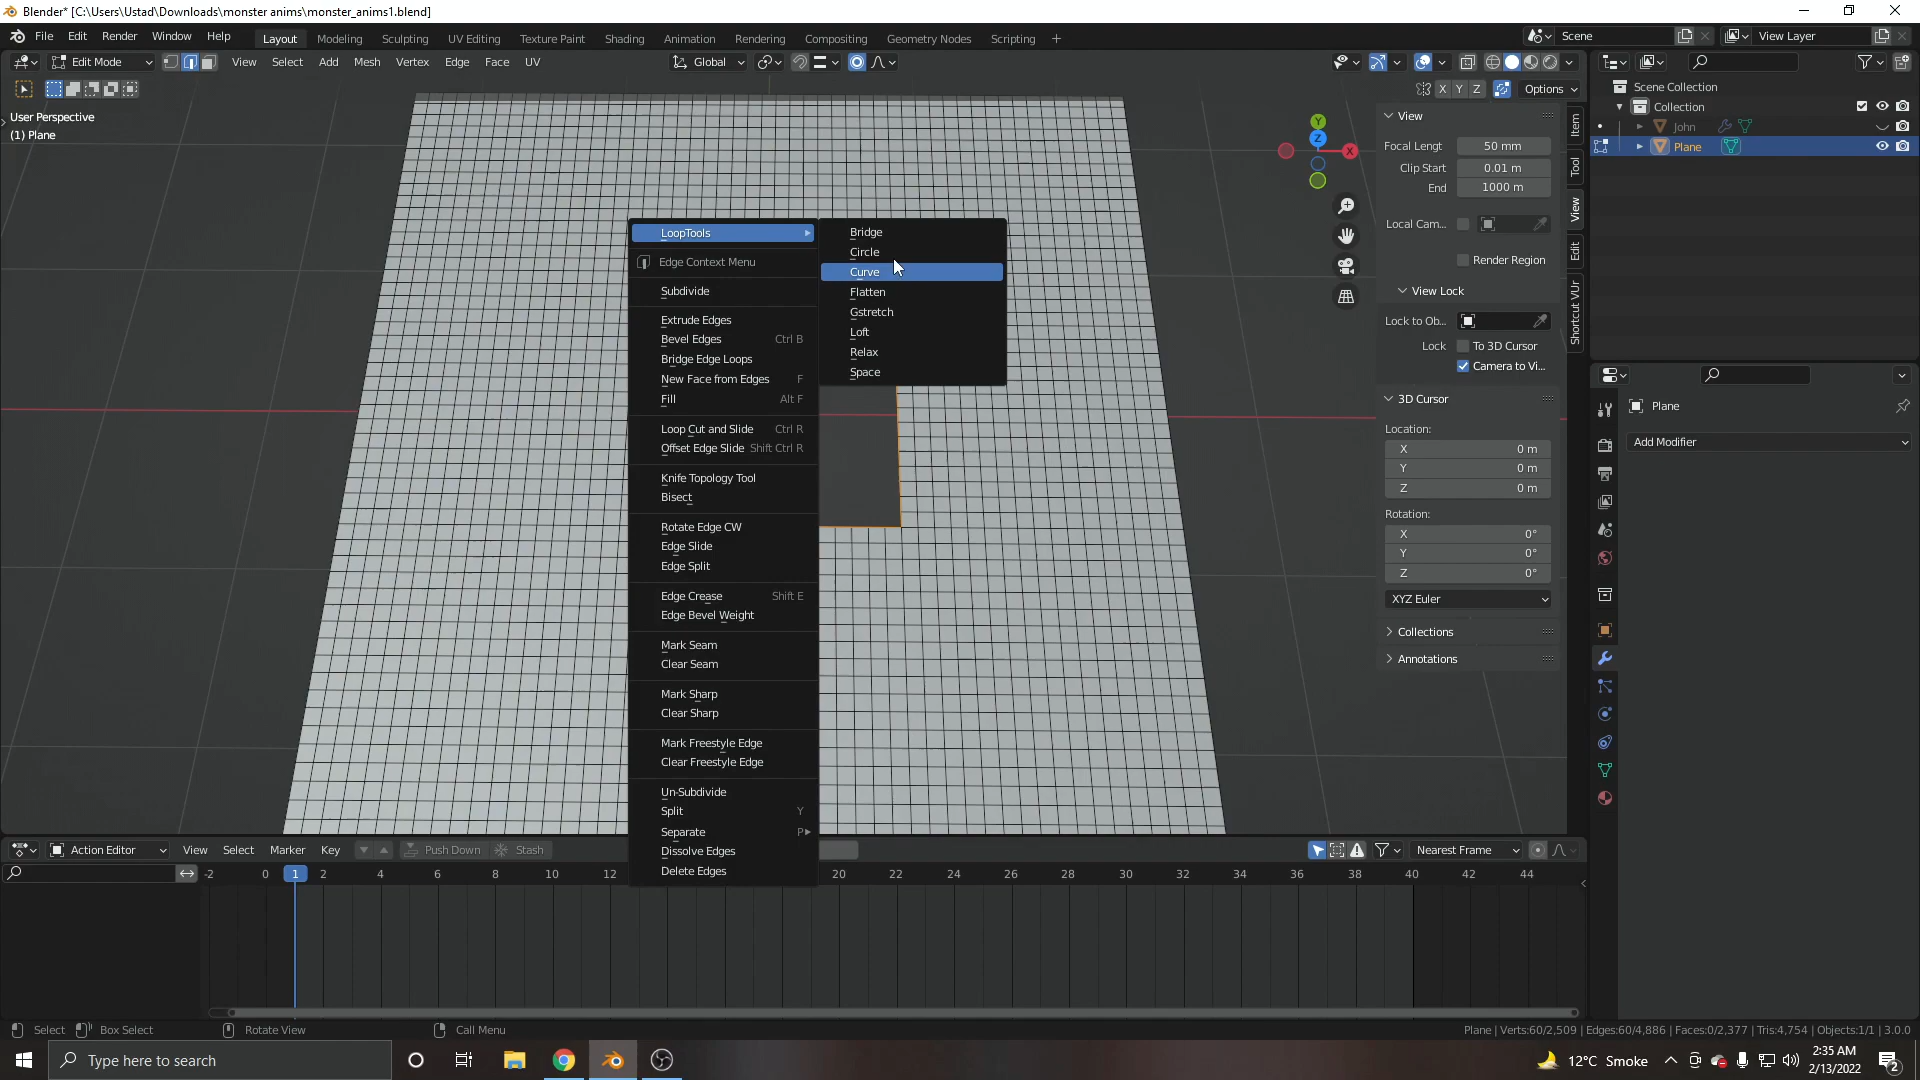 Blender* [C:\Users\Ustad\Downloads\monster anims\monster_anims1.blend]
File Edit Render Window Help Layout Modeling Sculpting UV Editing Texture Paint Shading Animation Rendering Compositing Geometry Nodes Scripting + Scene View Layer
Edit Mode View Select Add Mesh Vertex Edge Face UV Global
X Y Z Options
User Perspective
(1) Plane
Y
Z
X
LoopTools
Edge Context Menu
Subdivide
Extrude Edges
Bevel Edges Ctrl B
Bridge Edge Loops
New Face from Edges F
Fill Alt F
Loop Cut and Slide Ctrl R
Offset Edge Slide Shift Ctrl R
Knife Topology Tool
Bisect
Rotate Edge CW
Edge Slide
Edge Split
Edge Crease Shift E
Edge Bevel Weight
Mark Seam
Clear Seam
Mark Sharp
Clear Sharp
Mark Freestyle Edge
Clear Freestyle Edge
Un-Subdivide
Split Y
Separate P
Dissolve Edges
Delete Edges
Bridge
Circle
Curve
Flatten
Gstretch
Loft
Relax
Space
View
Focal Lengt 50 mm
Clip Start 0.01 m
End 1000 m
Local Cam...
Render Region
View Lock
Lock to Ob...
Lock To 3D Cursor
Camera to Vi...
3D Cursor
Location:
X 0 m
Y 0 m
Z 0 m
Rotation:
X 0°
Y 0°
Z 0°
XYZ Euler
Collections
Annotations
Item
Tool
View
Edit
Shortcut VUr
Scene Collection
Collection
John
Plane
Plane
Add Modifier
Action Editor View Select Marker Key Push Down Stash Nearest Frame
-2 0 1 2 4 6 8 10 12 20 22 24 26 28 30 32 34 36 38 40 42 44
Select Box Select Rotate View Call Menu Plane | Verts:60/2,509 | Edges:60/4,886 | Faces:0/2,377 | Tris:4,754 | Objects:1/1 | 3.0.0
Type here to search 12°C Smoke 2:35 AM
2/13/2022
2